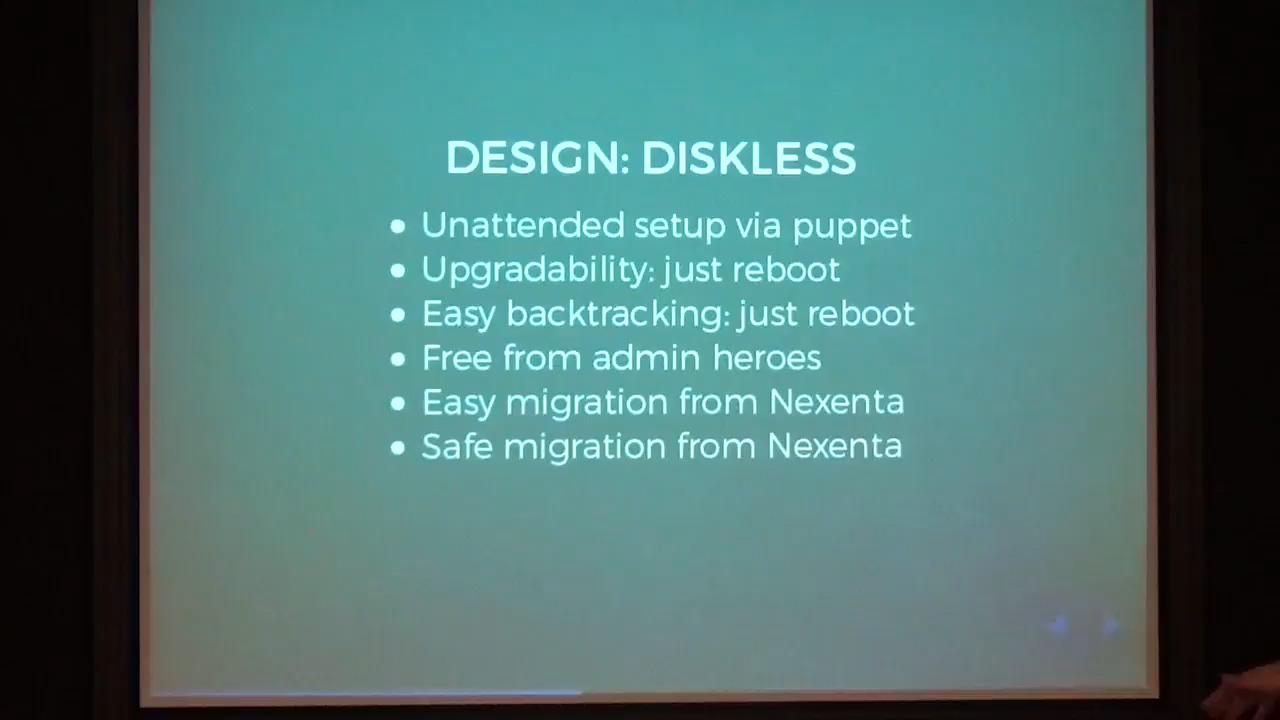 DESIGN: DISKLESS
• Unattended setup via puppet
• Upgradability: just reboot
• Easy backtracking: just reboot
• Free from admin heroes
• Easy migration from Nexenta
• Safe migration from Nexenta